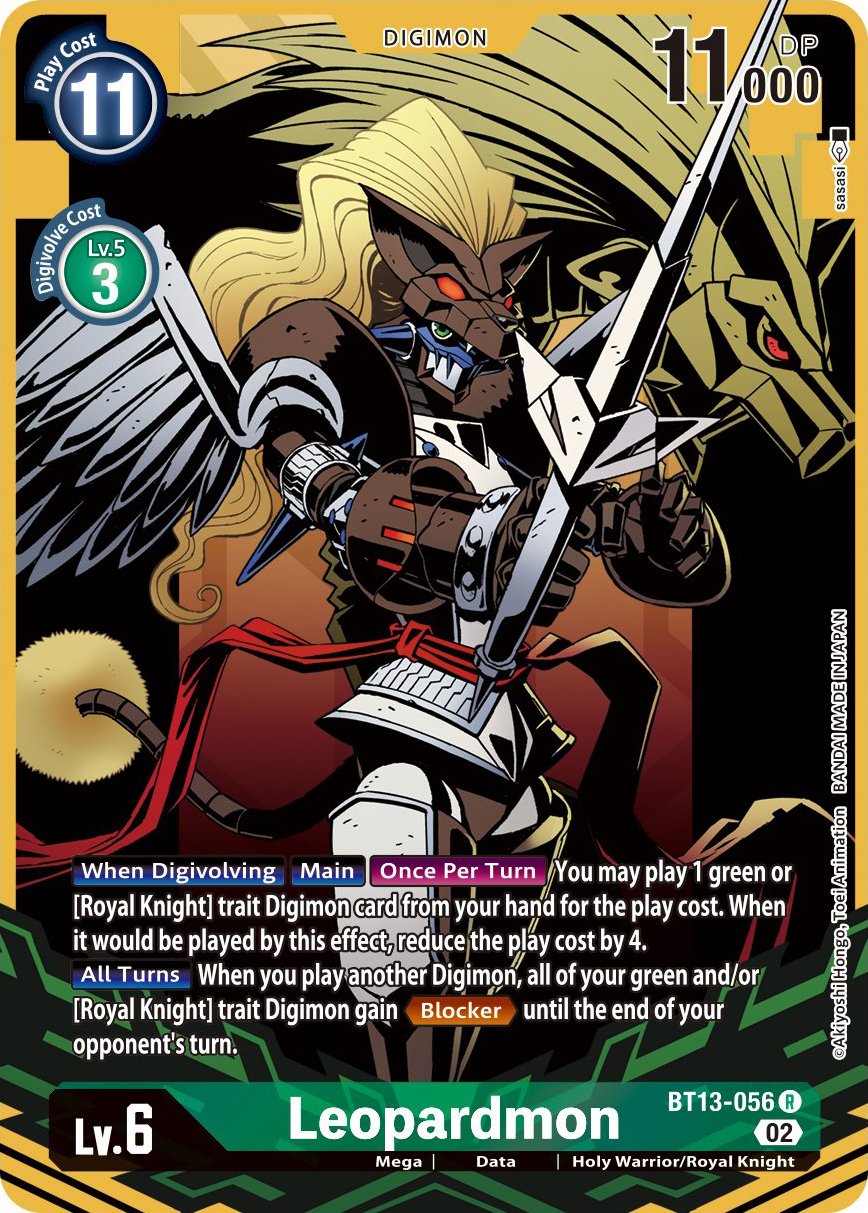 DIGIMON
Play Cost
11
11000
DP
Digivolve Cost
Lv.5
3
sasasi
When Digivolving Main Once Per Turn You may play 1 green or
[Royal Knight] trait Digimon card from your hand for the play cost. When
it would be played by this effect, reduce the play cost by 4.
All Turns When you play another Digimon, all of your green and/or
[Royal Knight] trait Digimon gain Blocker until the end of your
opponent's turn.
©Akiyoshi Hongo, Toei Animation BANDAI MADE INJAPAN
Lv.6
Leopardmon
BT13-056 R
02
Mega | Data | Holy Warrior/Royal Knight